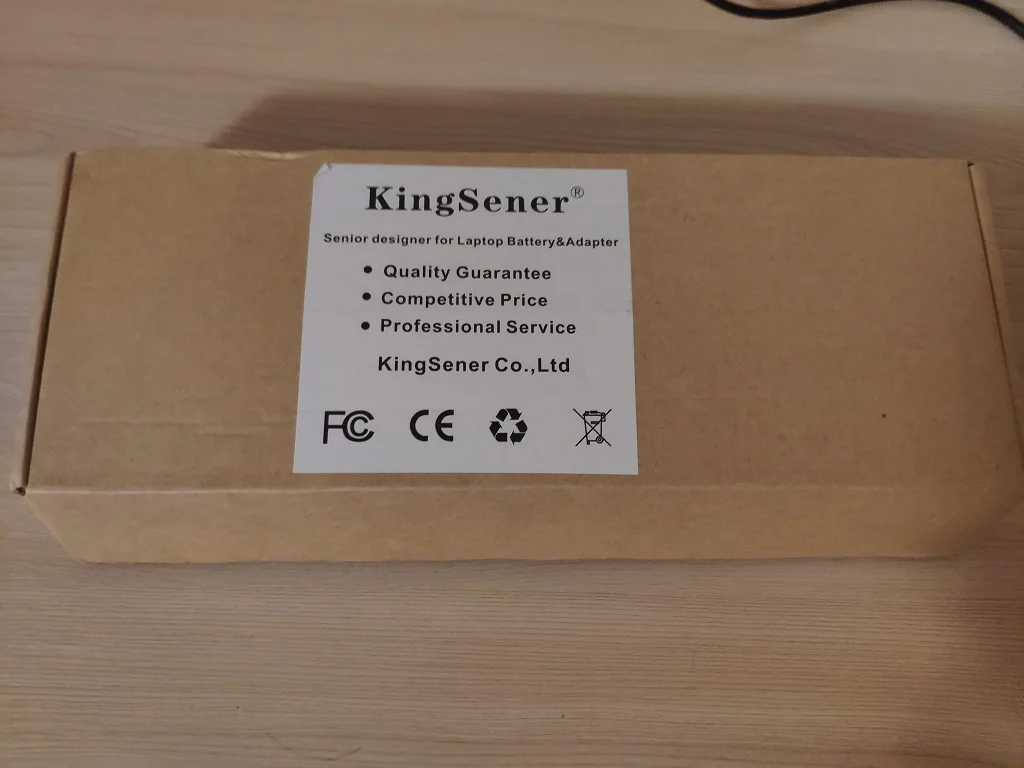 KingSener®
Senior designer for Laptop Battery&Adapter
• Quality Guarantee
• Competitive Price
• Professional Service
KingSener Co.,Ltd
FC CE